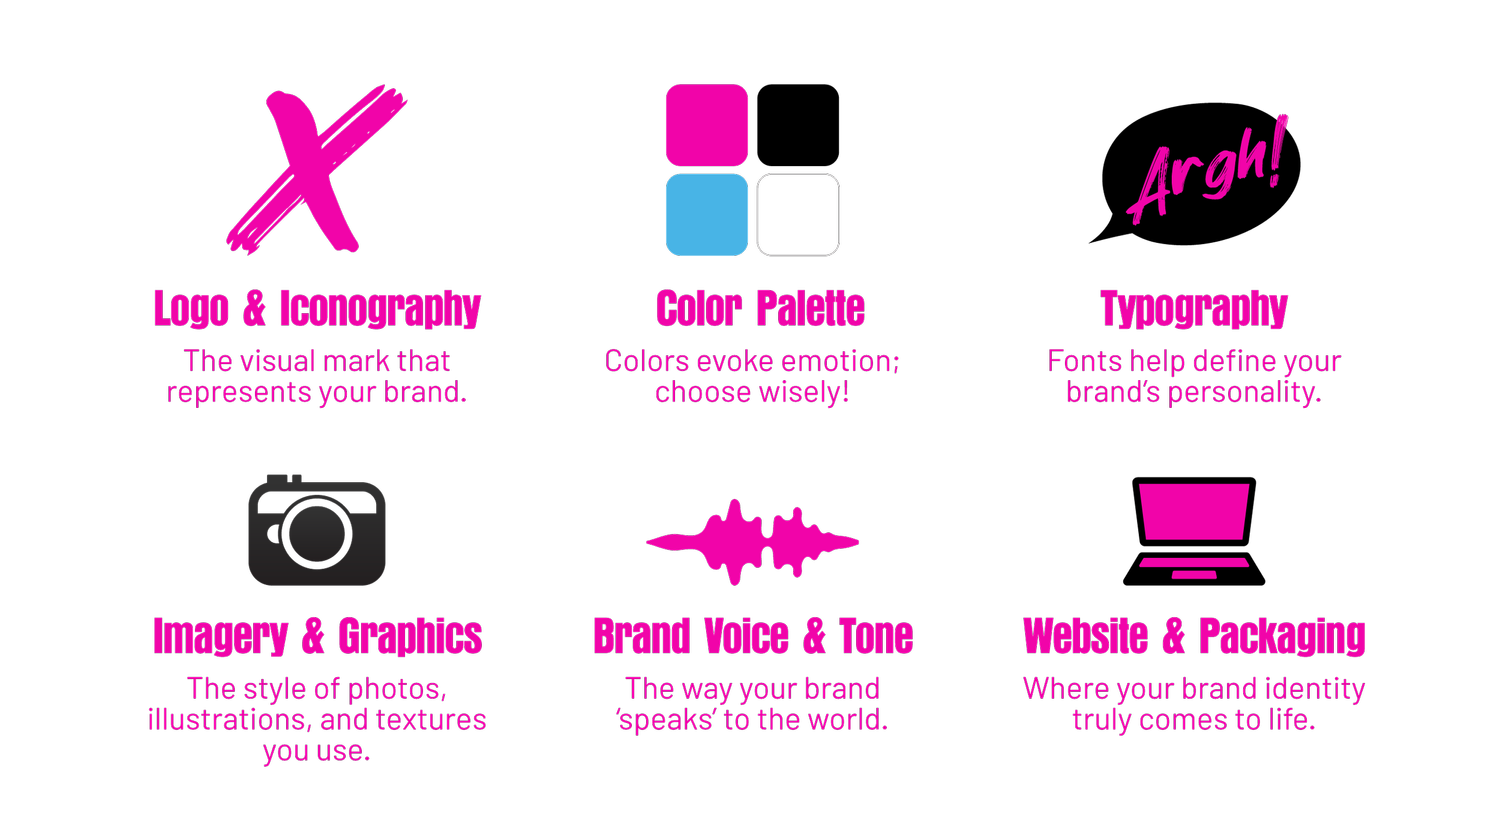 Argh!
Logo & Iconography
The visual mark that
represents your brand.
Color Palette
Colors evoke emotion;
choose wisely!
Typography
Fonts help define your
brand’s personality.
Imagery & Graphics
The style of photos,
illustrations, and textures
you use.
Brand Voice & Tone
The way your brand
‘speaks’ to the world.
Website & Packaging
Where your brand identity
truly comes to life.